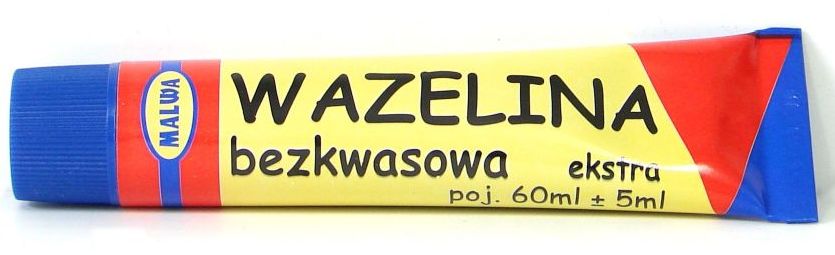 MALWA
WAZELINA
bezkwasowa ekstra
poj. 60ml ± 5ml